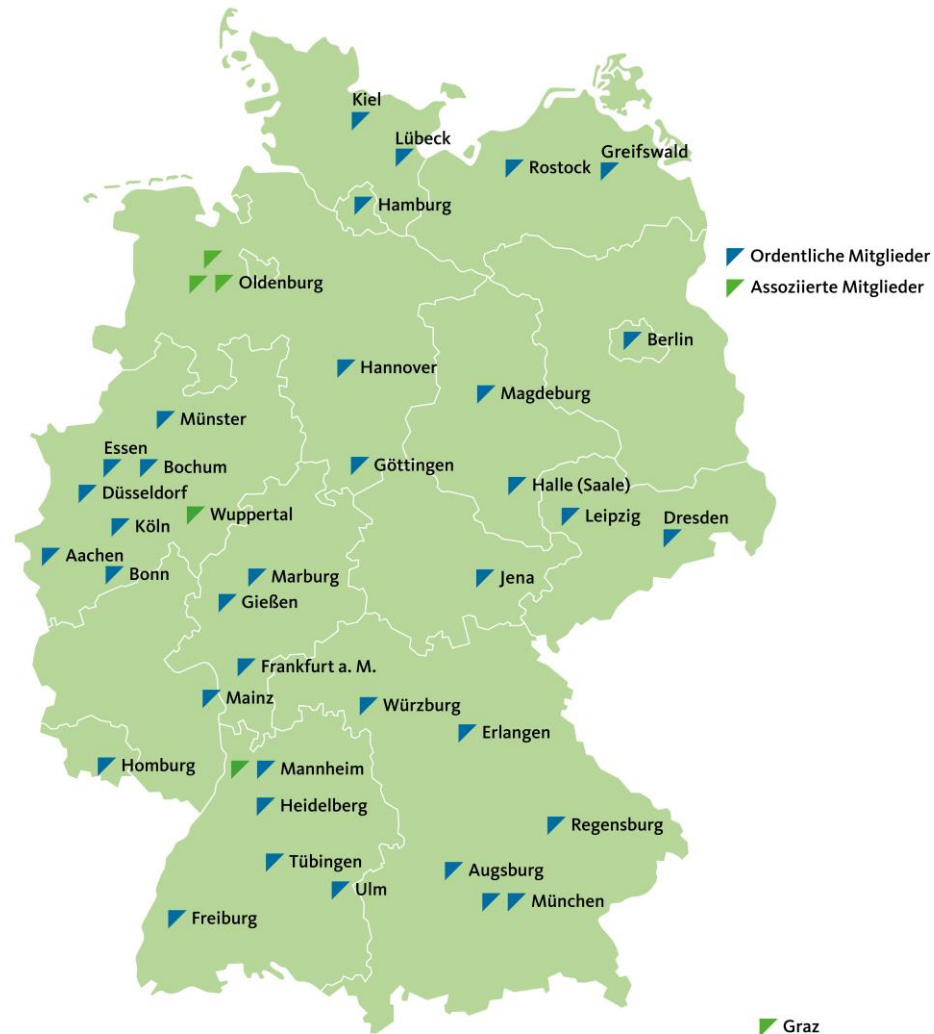 Kiel
Lübeck
Greifswald
Rostock
Hamburg
Ordentliche Mitglieder
Oldenburg
Assoziierte Mitglieder
Berlin
Hannover
Magdeburg
Münster
Essen
Bochum
Göttingen
Düsseldorf
Halle (Saale)
Wuppertal
Leipzig
Dresden
Köln
Aachen
Bonn
Marburg
Jena
Gießen
Frankfurt a. M.
Mainz
Würzburg
Erlangen
Homburg
Mannheim
Heidelberg
Regensburg
Tübingen
Augsburg
Ulm
München
Freiburg
Graz